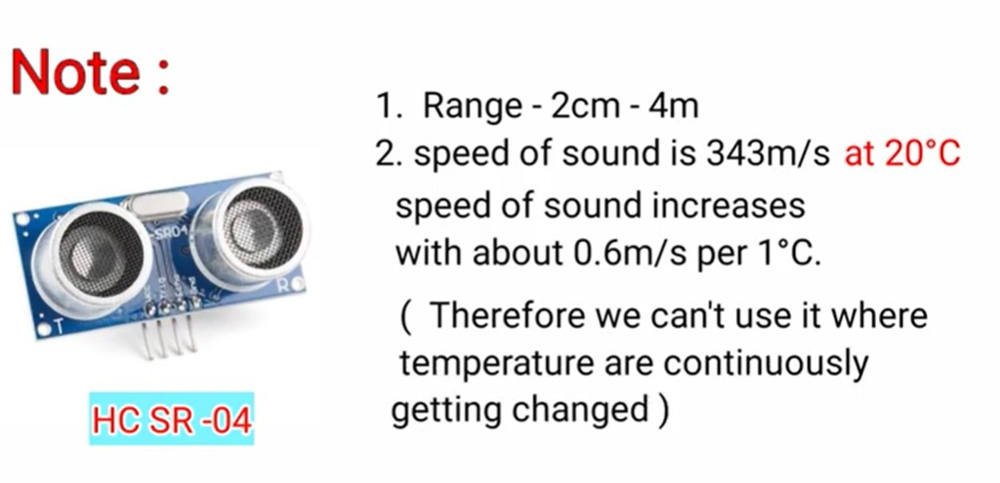 Note :
1. Range - 2cm - 4m
2. speed of sound is 343m/s at 20°C
speed of sound increases
with about 0.6m/s per 1°C.
( Therefore we can't use it where
temperature are continuously
getting changed )
-SR04
T
R
HC SR -04